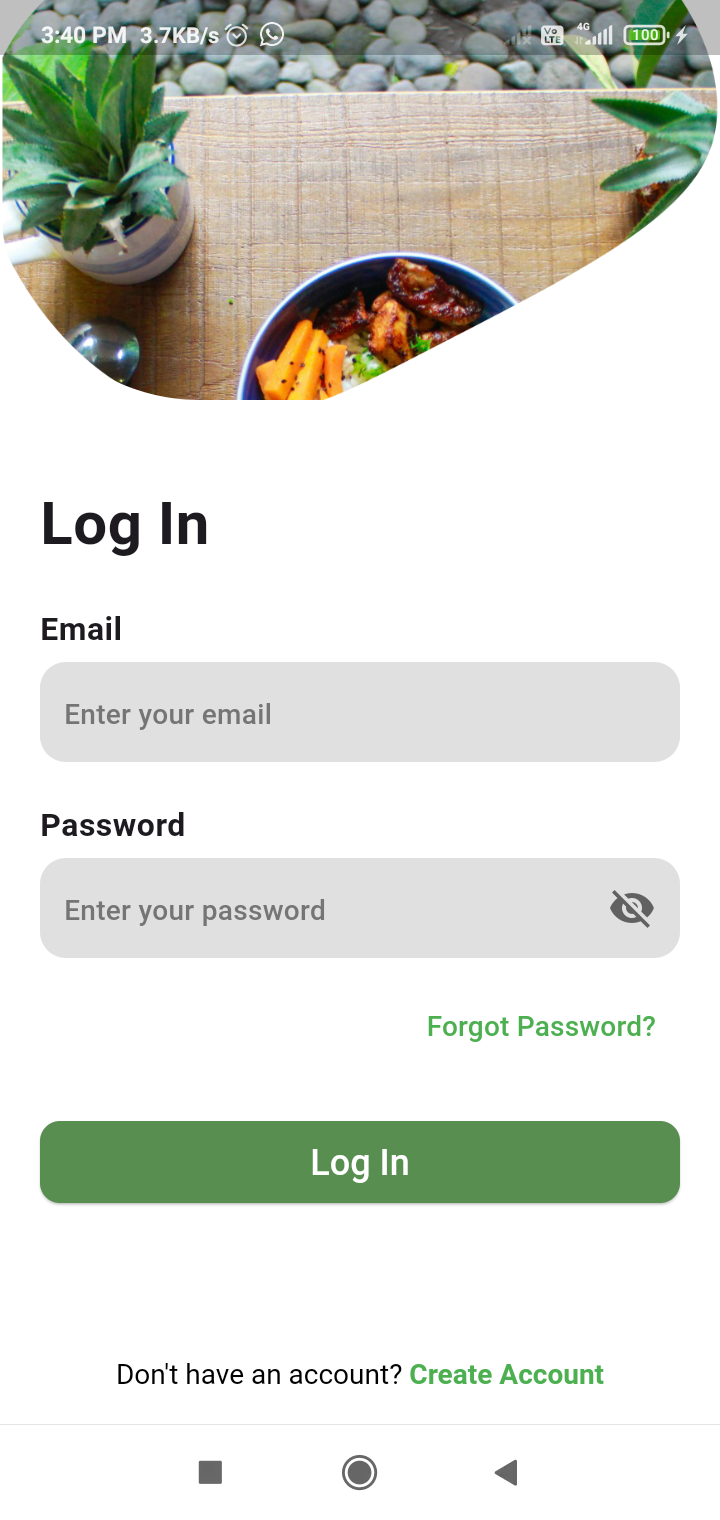 3:40 PM 3.7KB/s Vo LTE 4G 100
Log In
Email
Enter your email
Password
Enter your password
Forgot Password?
Log In
Don't have an account? Create Account